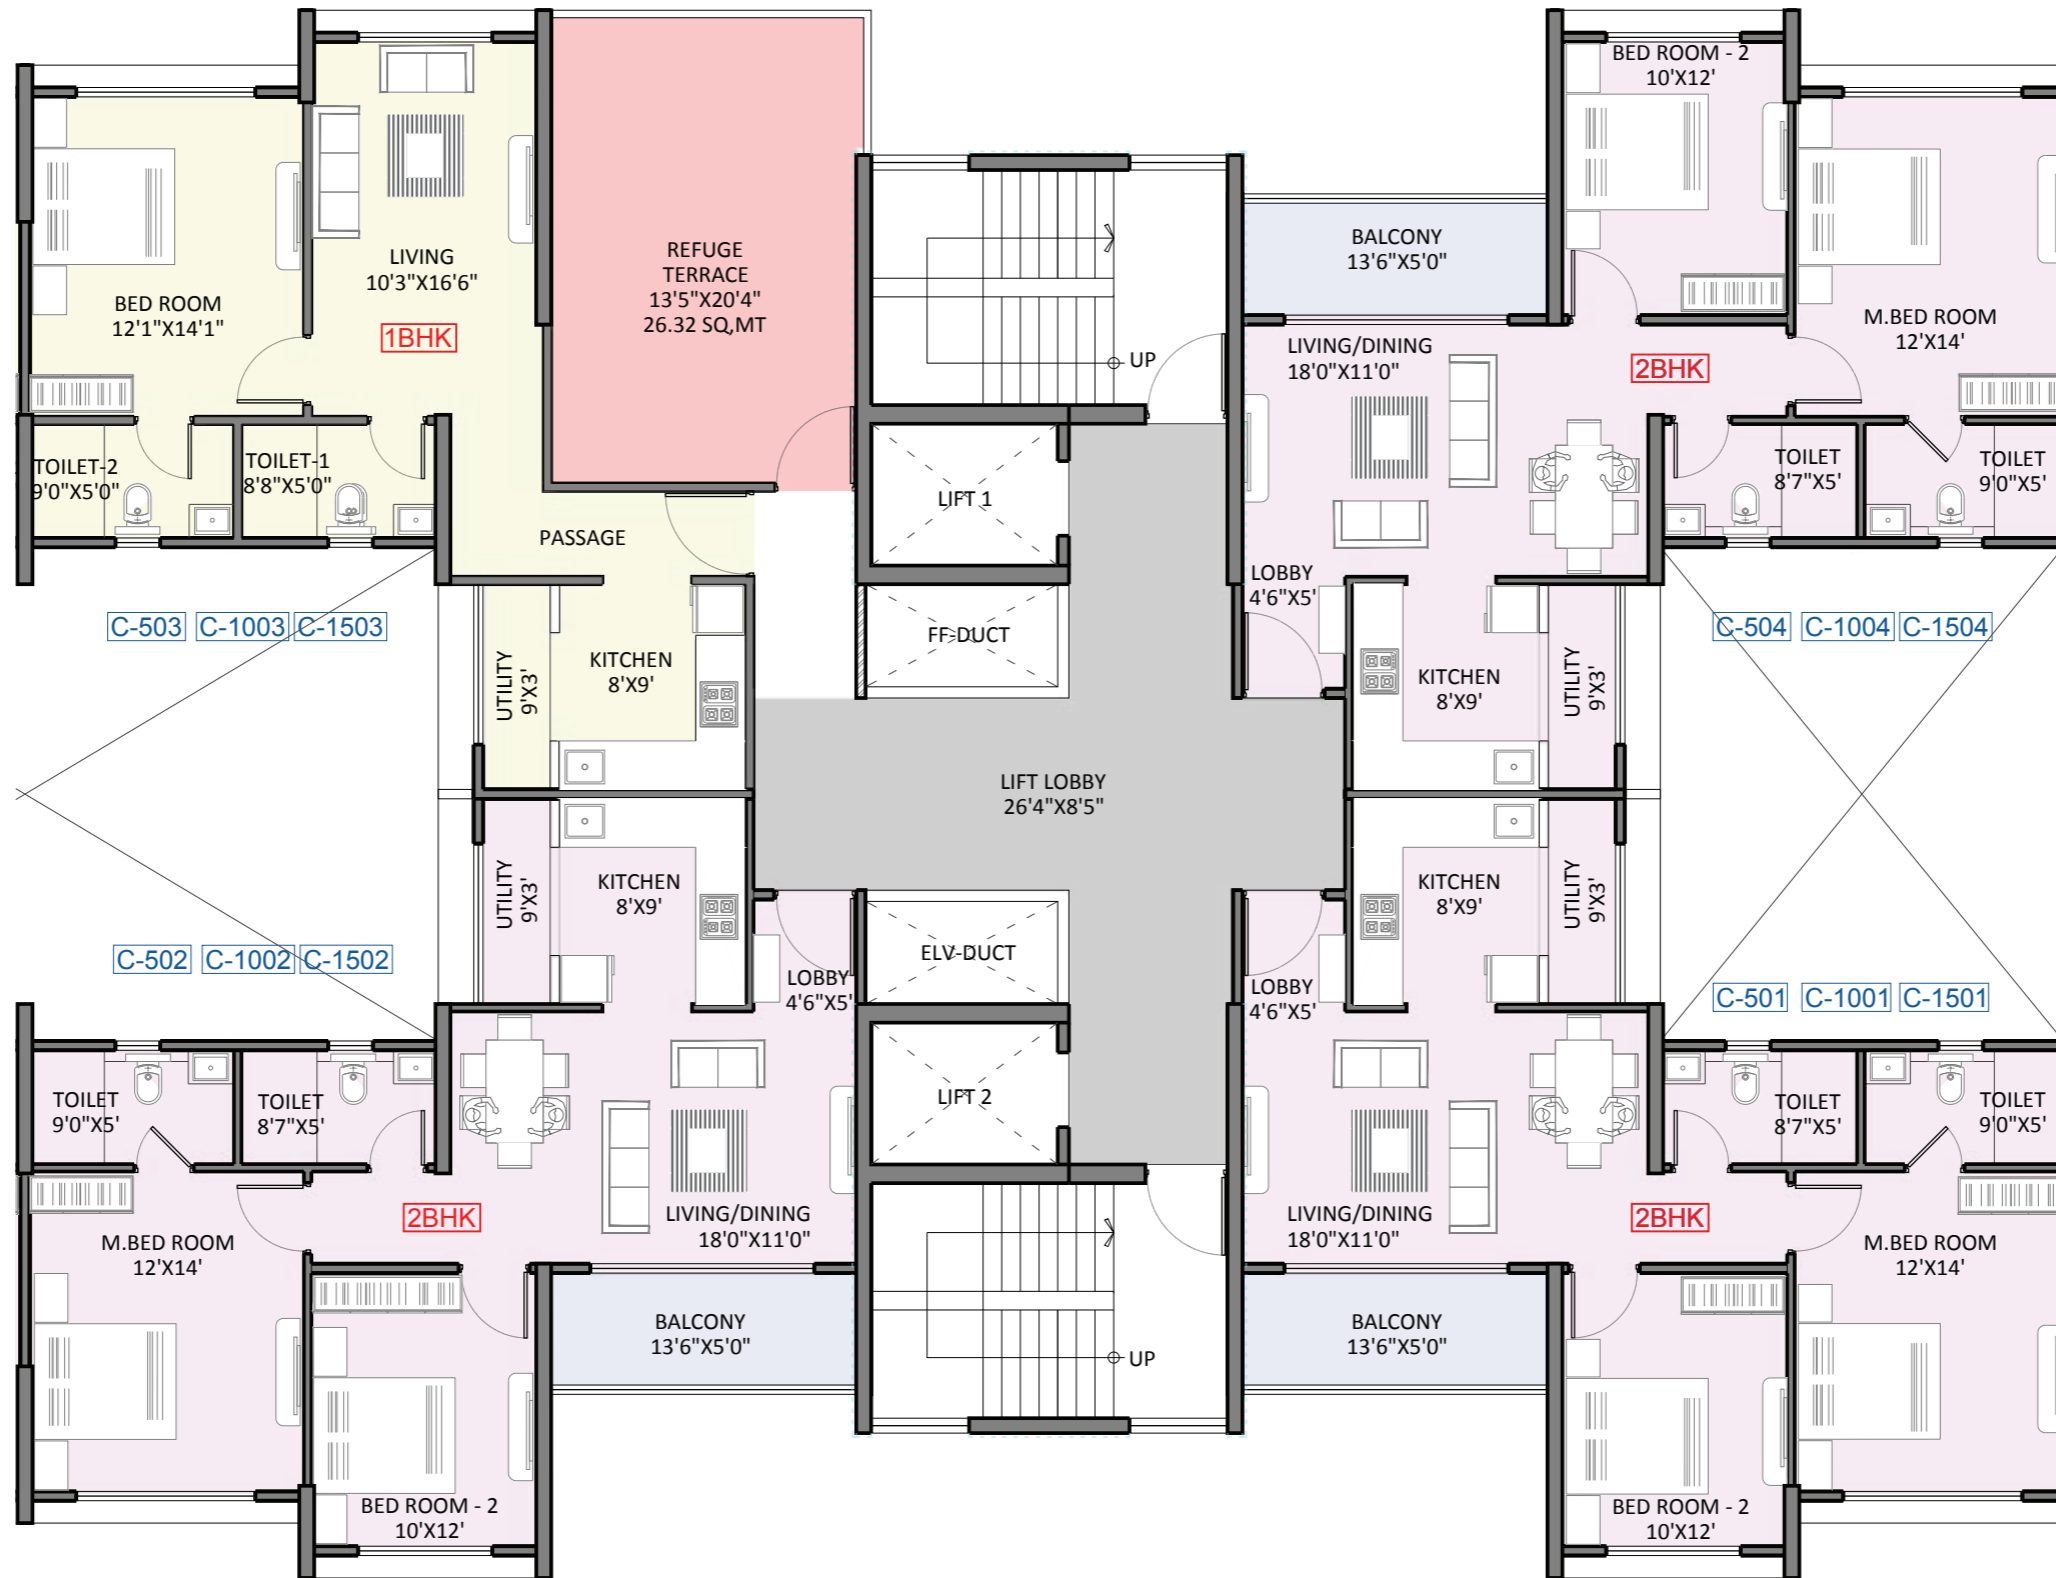 BED ROOM - 2
10'X12'
LIVING
10'3"X16'6"
1BHK
BED ROOM
12'1"X14'1"
REFUGE
TERRACE
13'5"X20'4"
26.32 SQ,MT
UP
BALCONY
13'6"X5'0"
LIVING/DINING
18'0"X11'0"
2BHK
M.BED ROOM
12'X14'
TOILET-2
9'0"X5'0"
TOILET-1
8'8"X5'0"
PASSAGE
LIFT 1
TOILET
8'7"X5'
TOILET
9'0"X5'
LOBBY
4'6"X5'
C-503 C-1003 C-1503
FF-DUCT
C-504 C-1004 C-1504
UTILITY
9'X3'
KITCHEN
8'X9'
KITCHEN
8'X9'
UTILITY
9'X3'
LIFT LOBBY
26'4"X8'5"
UTILITY
9'X3'
KITCHEN
8'X9'
KITCHEN
8'X9'
UTILITY
9'X3'
C-502 C-1002 C-1502
ELV-DUCT
LOBBY
4'6"X5'
LOBBY
4'6"X5'
C-501 C-1001 C-1501
TOILET
9'0"X5'
TOILET
8'7"X5'
LIFT 2
TOILET
8'7"X5'
TOILET
9'0"X5'
2BHK
LIVING/DINING
18'0"X11'0"
LIVING/DINING
18'0"X11'0"
2BHK
M.BED ROOM
12'X14'
M.BED ROOM
12'X14'
BALCONY
13'6"X5'0"
UP
BALCONY
13'6"X5'0"
BED ROOM - 2
10'X12'
BED ROOM - 2
10'X12'